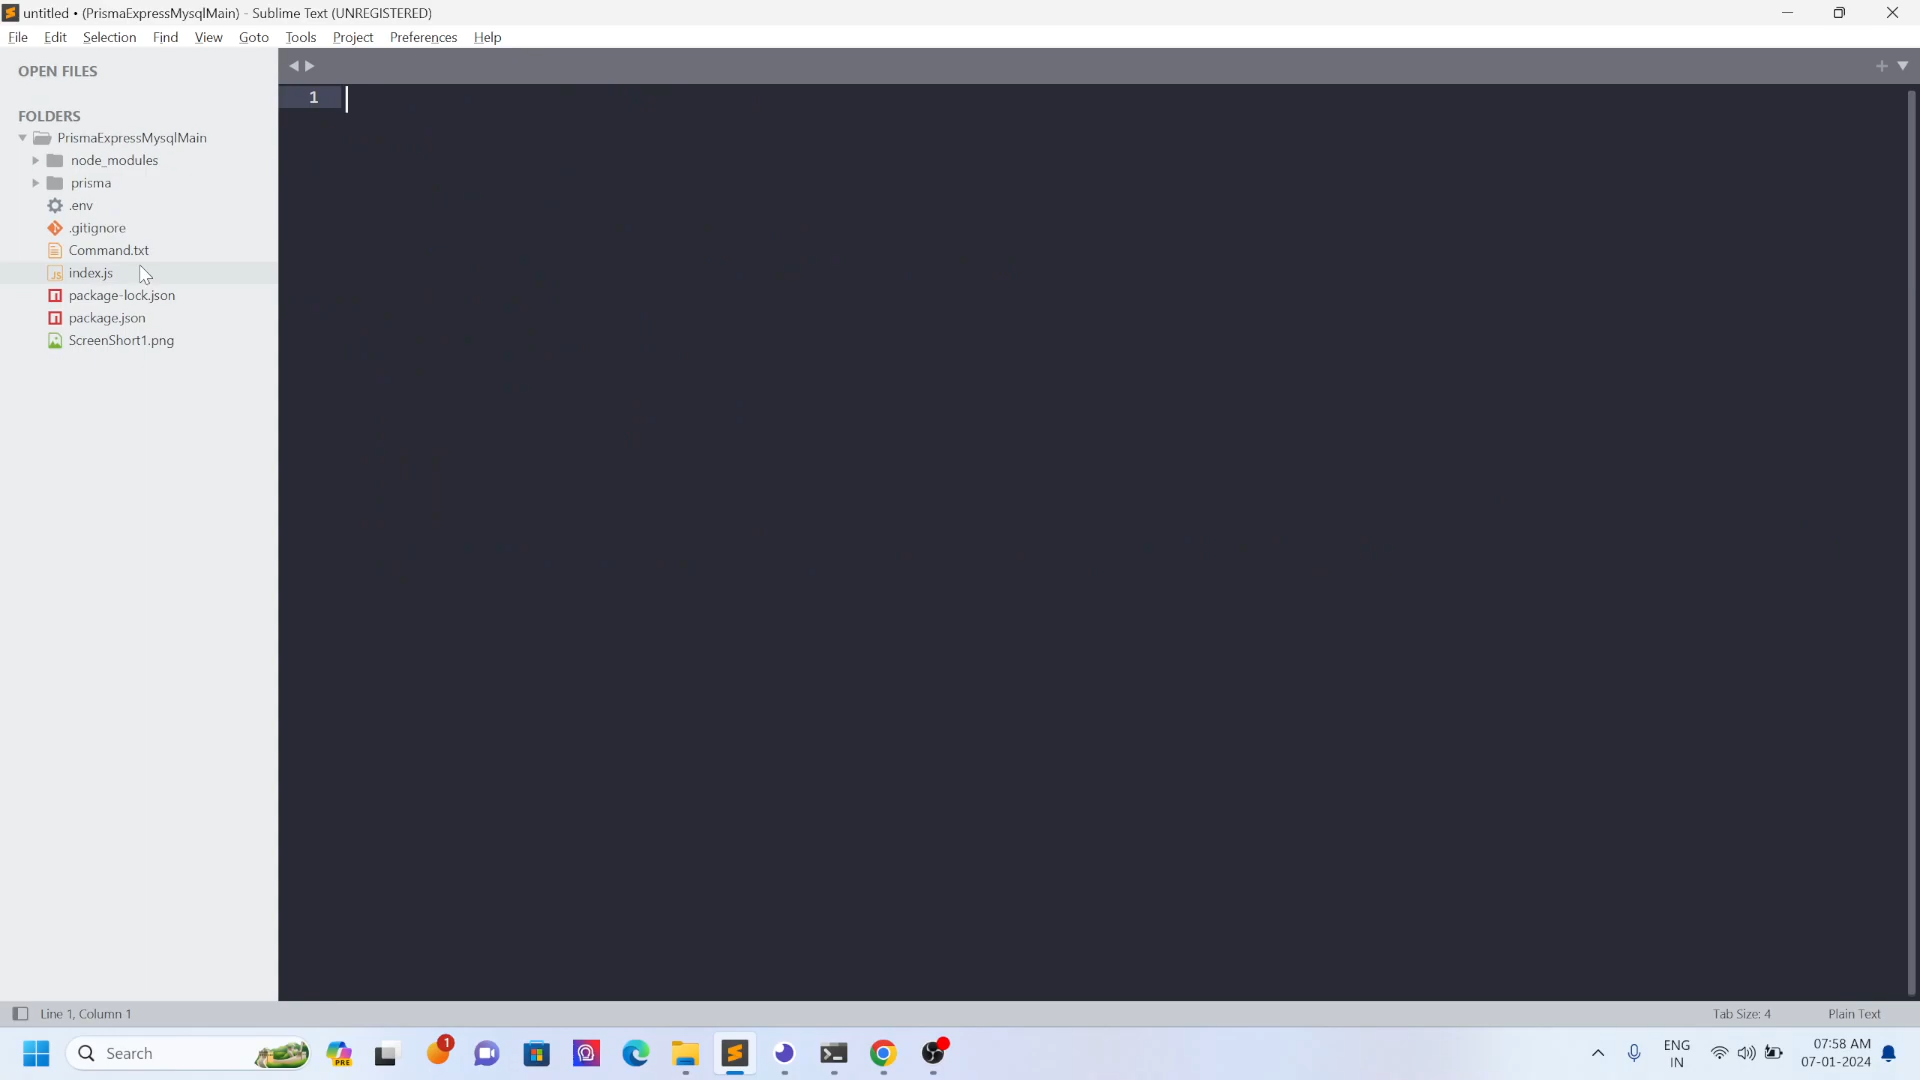 untitled • (PrismaExpressMysqlMain) - Sublime Text (UNREGISTERED)
File Edit Selection Find View Goto Tools Project Preferences Help
OPEN FILES
FOLDERS
PrismaExpressMysqlMain
node_modules
prisma
.env
.gitignore
Command.txt
index.js
package-lock.json
package.json
ScreenShort1.png
1
Line 1, Column 1
Tab Size: 4
Plain Text
Search
PRE
1
ENG
IN
07:58 AM
07-01-2024